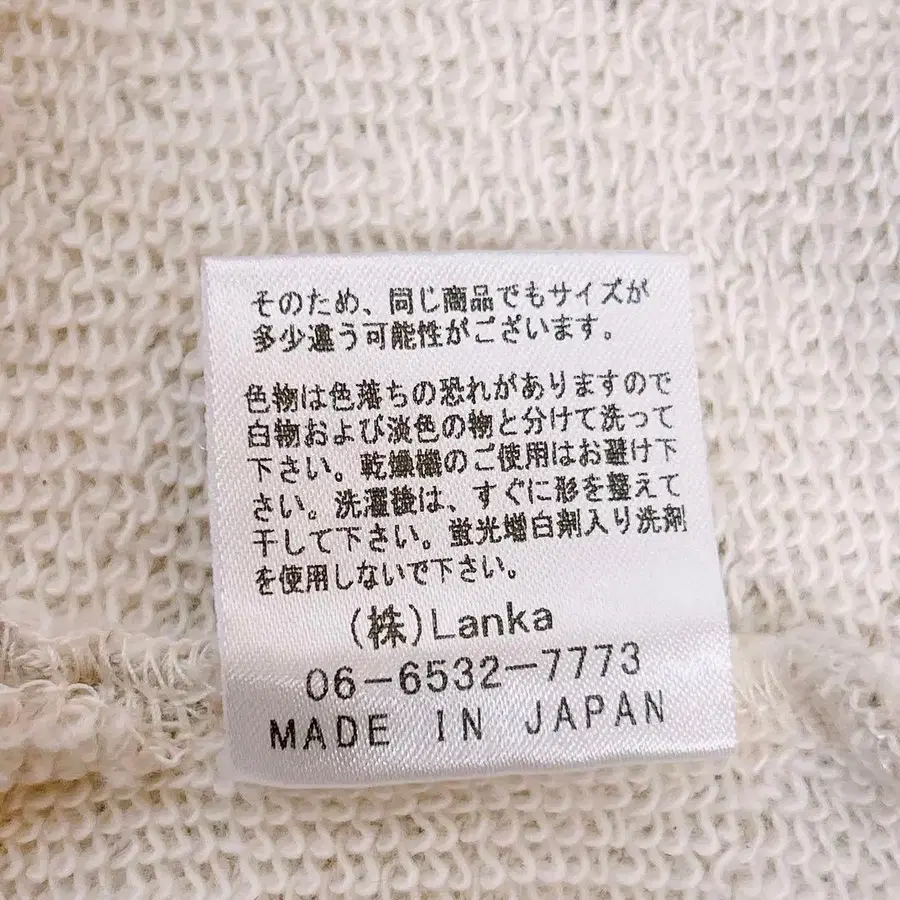 そのため、同じ商品でもサイズが
多少違う可能性がございます。
色物は色落ちの恐れがありますので
白物および淡色の物と分けて洗って
下さい。乾燥機のご使用はお避け下
さい。洗濯後は、すぐに形を整えて
干して下さい。蛍光増白剤入り洗剤
を使用しないで下さい。
(株)Lanka
06-6532-7773
MADE IN JAPAN